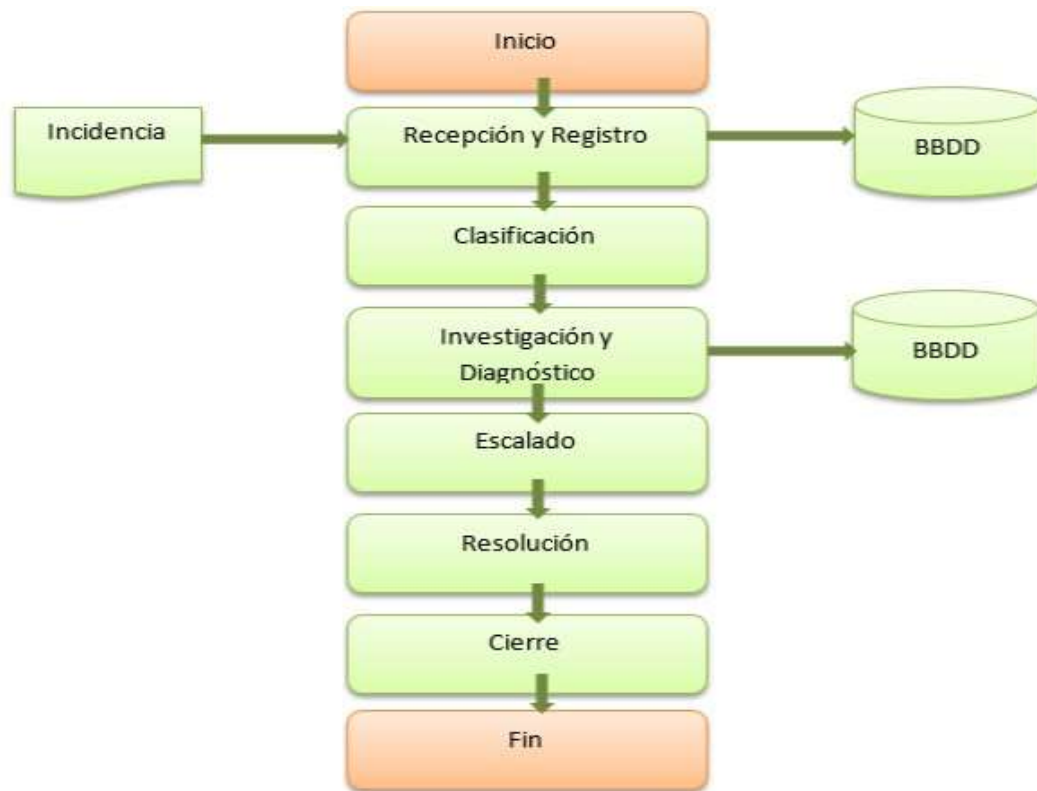 Inicio
Incidencia
Recepción y Registro
BBDD
Clasificación
Investigación y
Diagnóstico
BBDD
Escalado
Resolución
Cierre
Fin